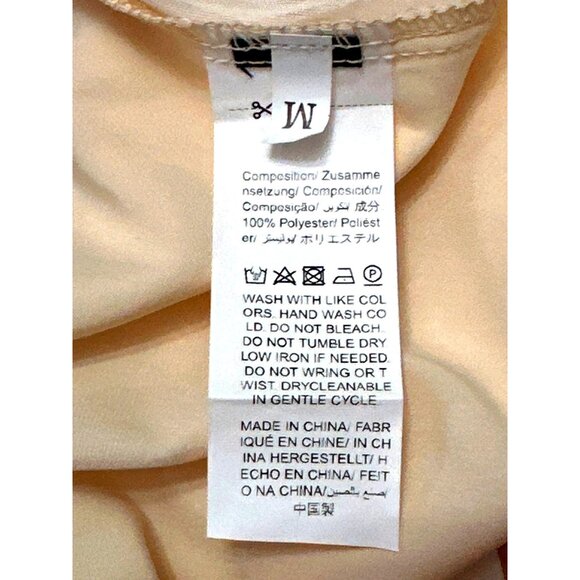 M
Composition/ Zusamme
nsetzung/ Composición/
Composição/ تكوين/ 成分
100% Polyester/ Poliést
er/ بوليستر/ ポリエステル
WASH WITH LIKE COL
ORS. HAND WASH CO
LD. DO NOT BLEACH.
DO NOT TUMBLE DRY
LOW IRON IF NEEDED.
DO NOT WRING OR T
WIST. DRYCLEANABLE
IN GENTLE CYCLE.
MADE IN CHINA/ FABR
IQUÉ EN CHINE/ IN CH
INA HERGESTELLT/ H
ECHO EN CHINA/ FEIT
O NA CHINA/صنع بالصين/
中国製